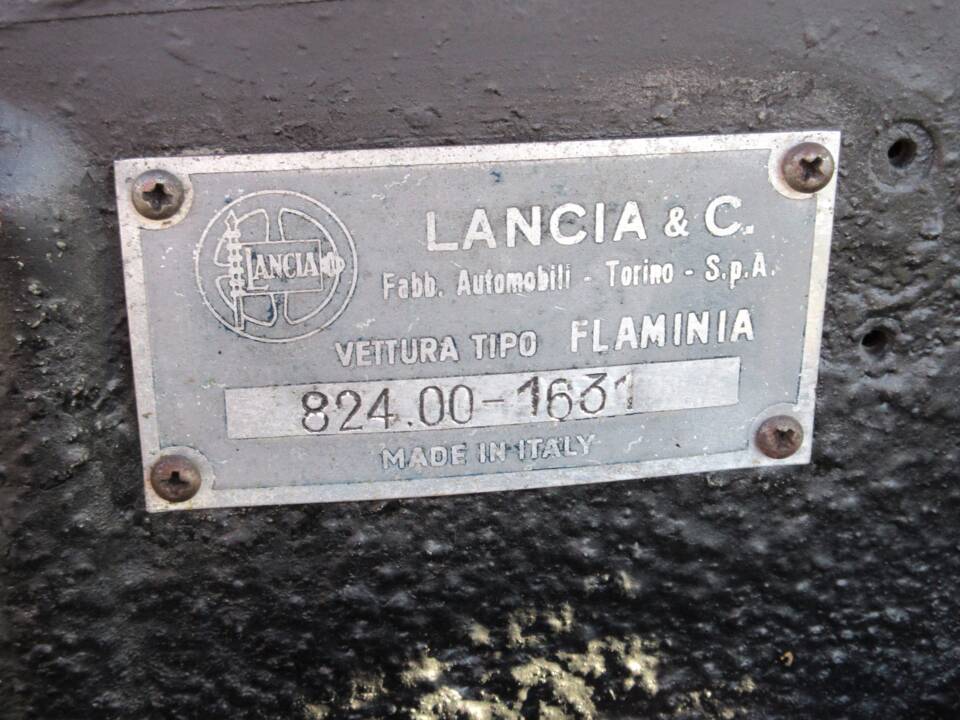 LANCIA
LANCIA & C.
Fabb. Automobili - Torino - S.p.A.
VETTURA TIPO FLAMINIA
824.00-1631
MADE IN ITALY